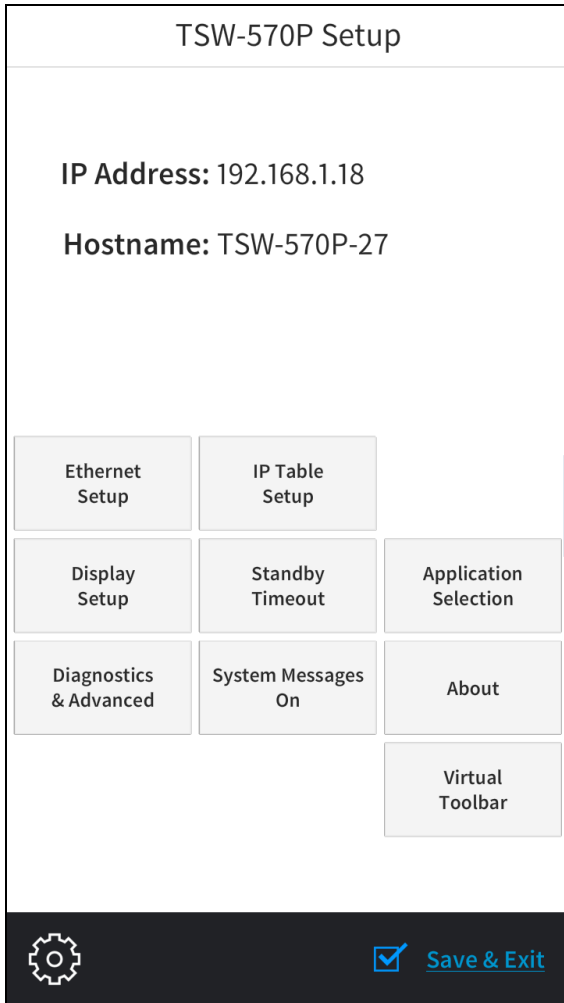 TSW-570P Setup
IP Address: 192.168.1.18
Hostname: TSW-570P-27
Ethernet
Setup
IP Table
Setup
Display
Setup
Standby
Timeout
Application
Selection
Diagnostics
& Advanced
System Messages
On
About
Virtual
Toolbar
Save & Exit